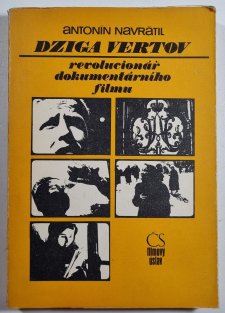 antonín navrátil
DZIGA VERTOV
revolucionář
dokumentárního
filmu
čs
filmový
ústav